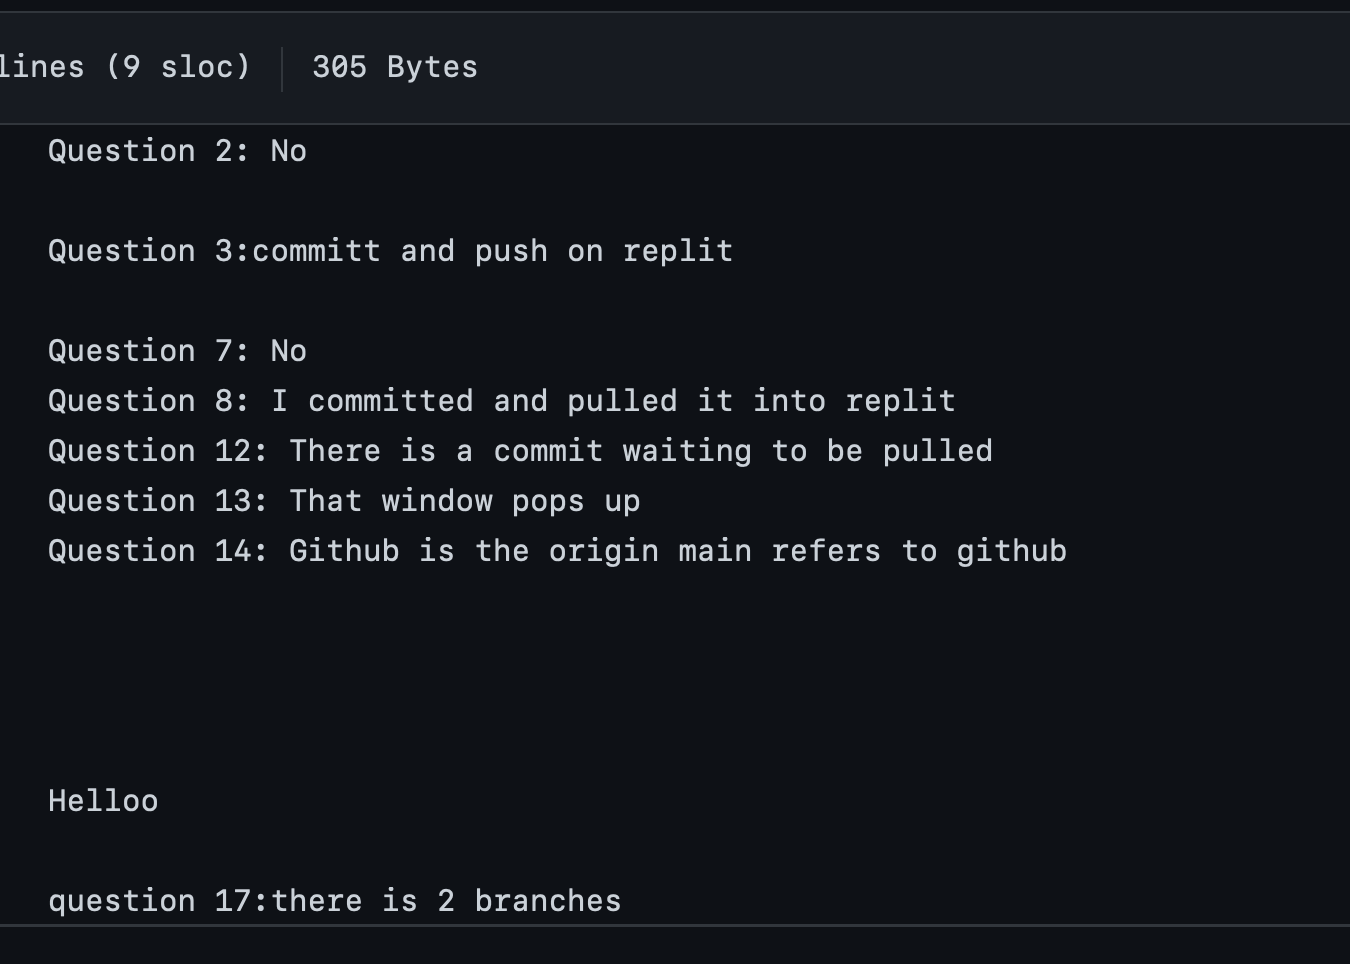 lines (9 sloc) 305 Bytes
Question 2: No
Question 3:committ and push on replit
Question 7: No
Question 8: I committed and pulled it into replit
Question 12: There is a commit waiting to be pulled
Question 13: That window pops up
Question 14: Github is the origin main refers to github
Helloo
question 17:there is 2 branches